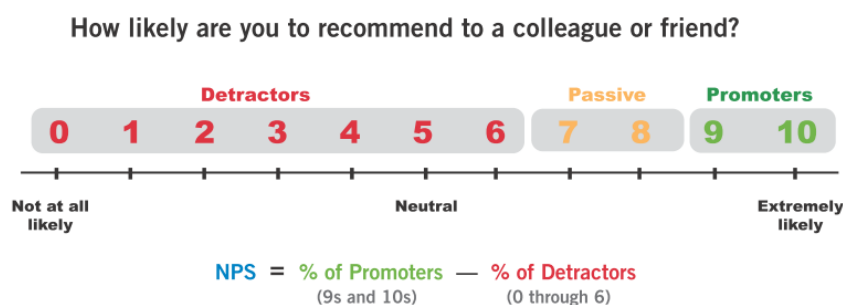 How likely are you to recommend to a colleague or friend?
Detractors Passive Promoters
0 1 2 3 4 5 6 7 8 9 10
Not at all likely Neutral Extremely likely
NPS = % of Promoters — % of Detractors
(9s and 10s) (0 through 6)